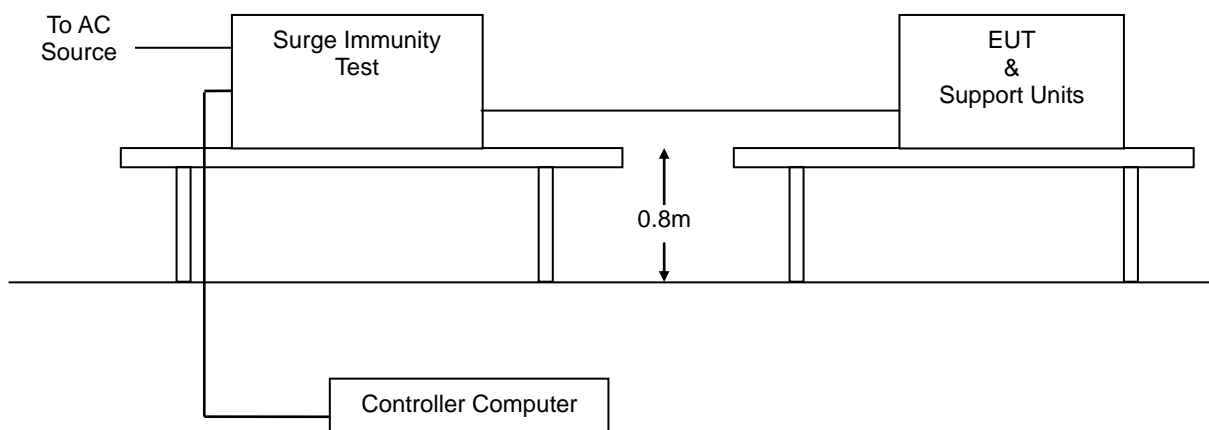 To AC
Source
Surge Immunity
Test
EUT
&
Support Units
0.8m
Controller Computer